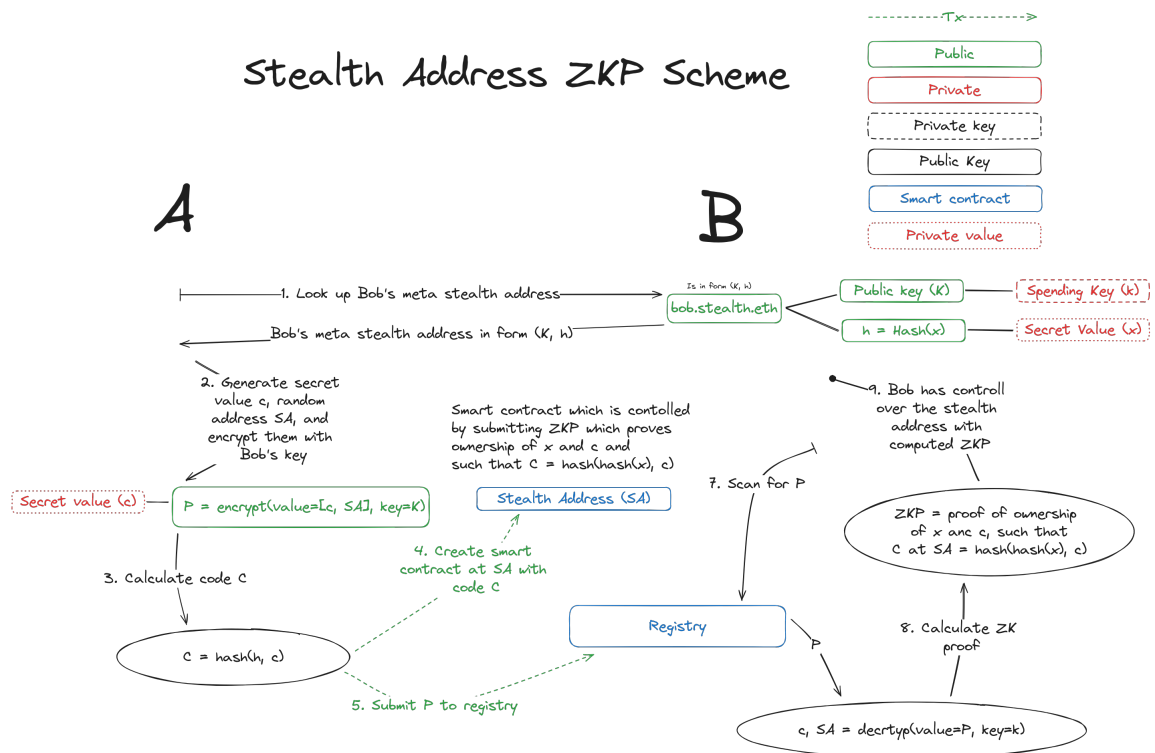 Tx
Public
Private
Private key
Public Key
Smart contract
Private value
Stealth Address ZKP Scheme
A
B
1. Look up Bob's meta stealth address
Is in form (K, h)
bob.stealth.eth
Public key (K)
Spending Key (k)
h = Hash(x)
Secret Value (x)
Bob's meta stealth address in form (K, h)
2. Generate secret
value c, random
address SA, and
encrypt them with
Bob's key
Secret value (c)
P = encrypt(value=[c, SA], key=K)
3. Calculate code C
C = hash(h, c)
Smart contract which is contolled
by submitting ZKP which proves
ownership of x and c and
such that C = hash(hash(x), c)
Stealth Address (SA)
4. Create smart
contract at SA with
code C
5. Submit P to registry
Registry
7. Scan for P
P
c, SA = decrtyp(value=P, key=k)
8. Calculate ZK
proof
ZKP = proof of ownership
of x anc c, such that
C at SA = hash(hash(x), c)
9. Bob has controll
over the stealth
address with
computed ZKP